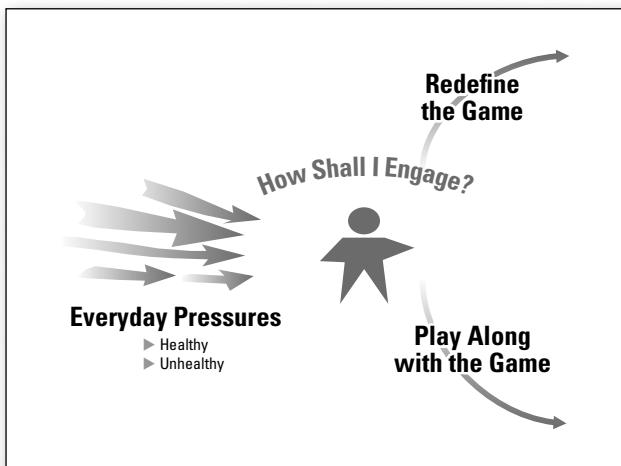 Redefine
the Game
How Shall I Engage?
Everyday Pressures
Healthy
Unhealthy
Play Along
with the Game